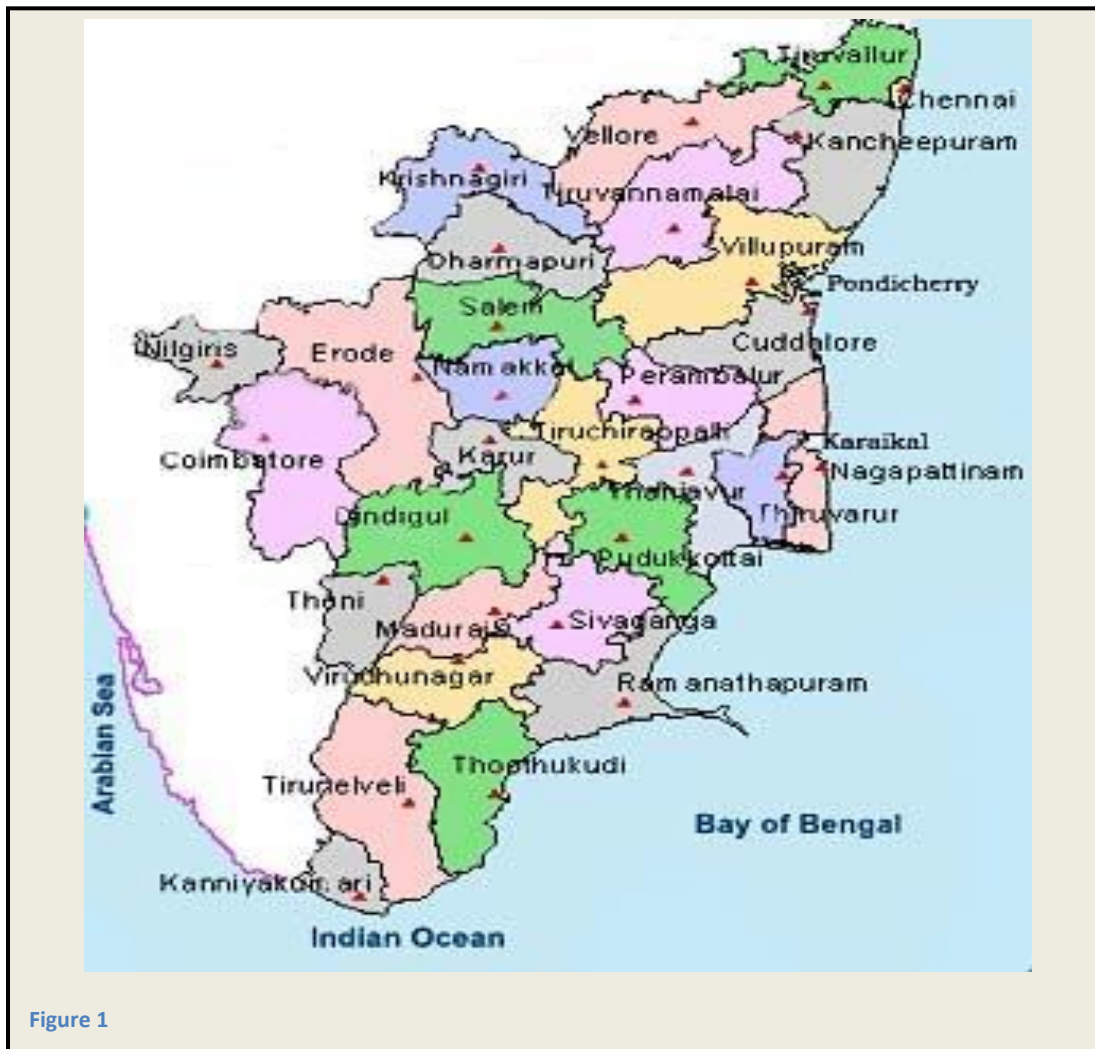 Tiruvallur
Chennai
Vellore
Kancheepuram
Krishnagiri
Tiruvannamalai
Villupuram
Dharmapuri
Pondicherry
Salem
Cuddalore
Nilgiris
Erode
Namakkal
Perambalur
Tiruchirappalli
Karaikal
Karur
Coimbatore
Nagapattinam
Thanjavur
Thiruvarur
Dindigul
Pudukkottai
Theni
Madurai
Sivaganga
Virudhunagar
Ramanathapuram
Arabian Sea
Thoothukudi
Tirunelveli
Bay of Bengal
Kanniyakumari
Indian Ocean
Figure 1